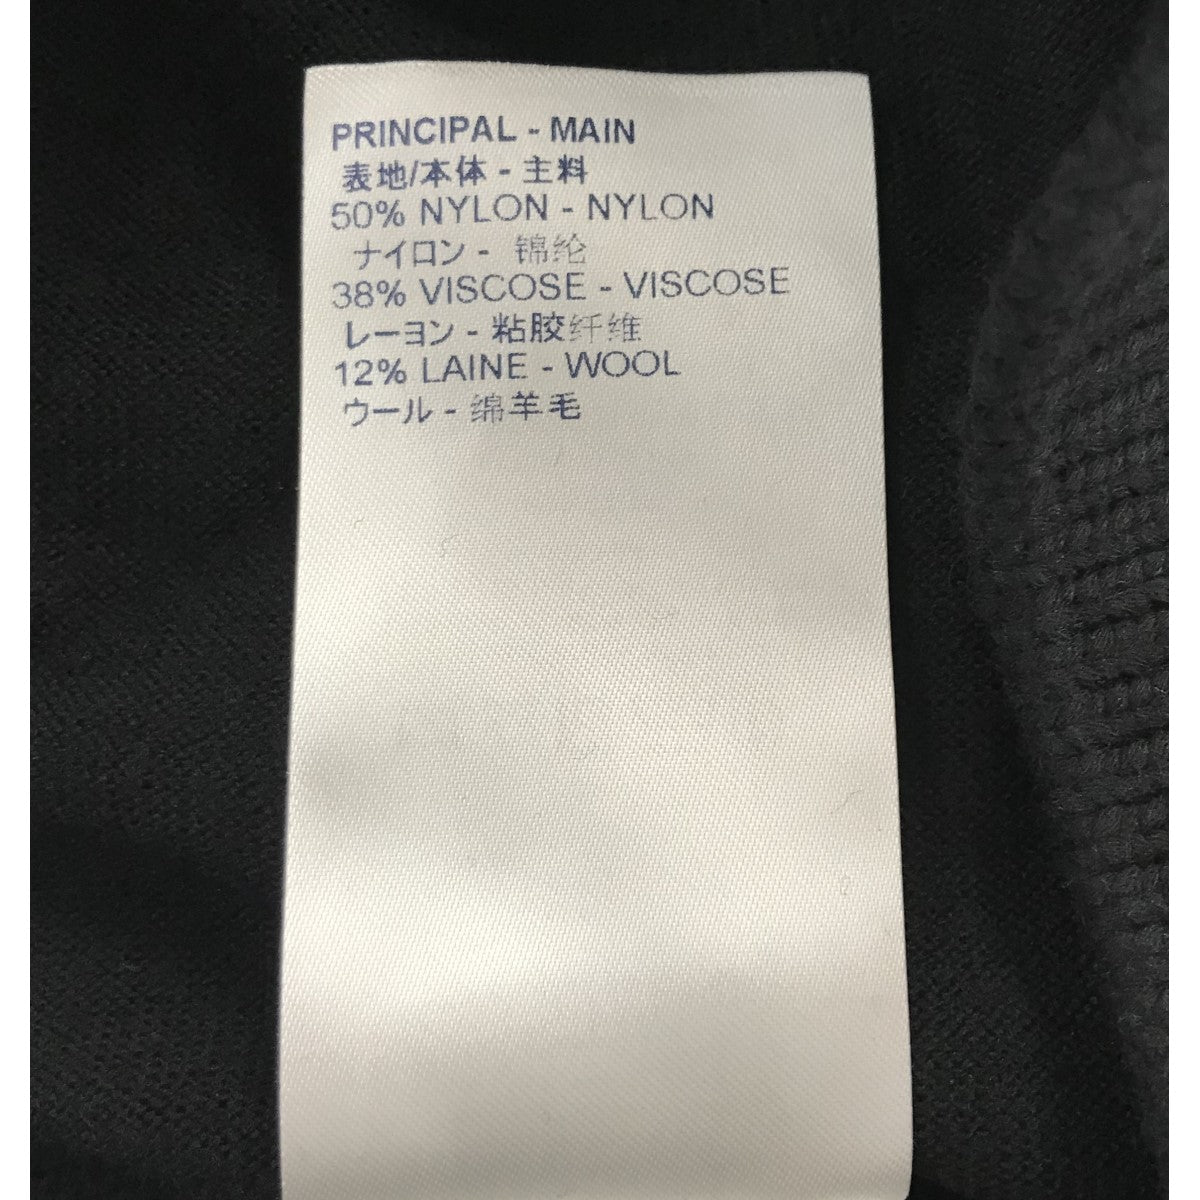 PRINCIPAL - MAIN
表地/本体 - 主料
50% NYLON - NYLON
ナイロン - 锦纶
38% VISCOSE - VISCOSE
レーヨン - 粘胶纤维
12% LAINE - WOOL
ウール - 绵羊毛